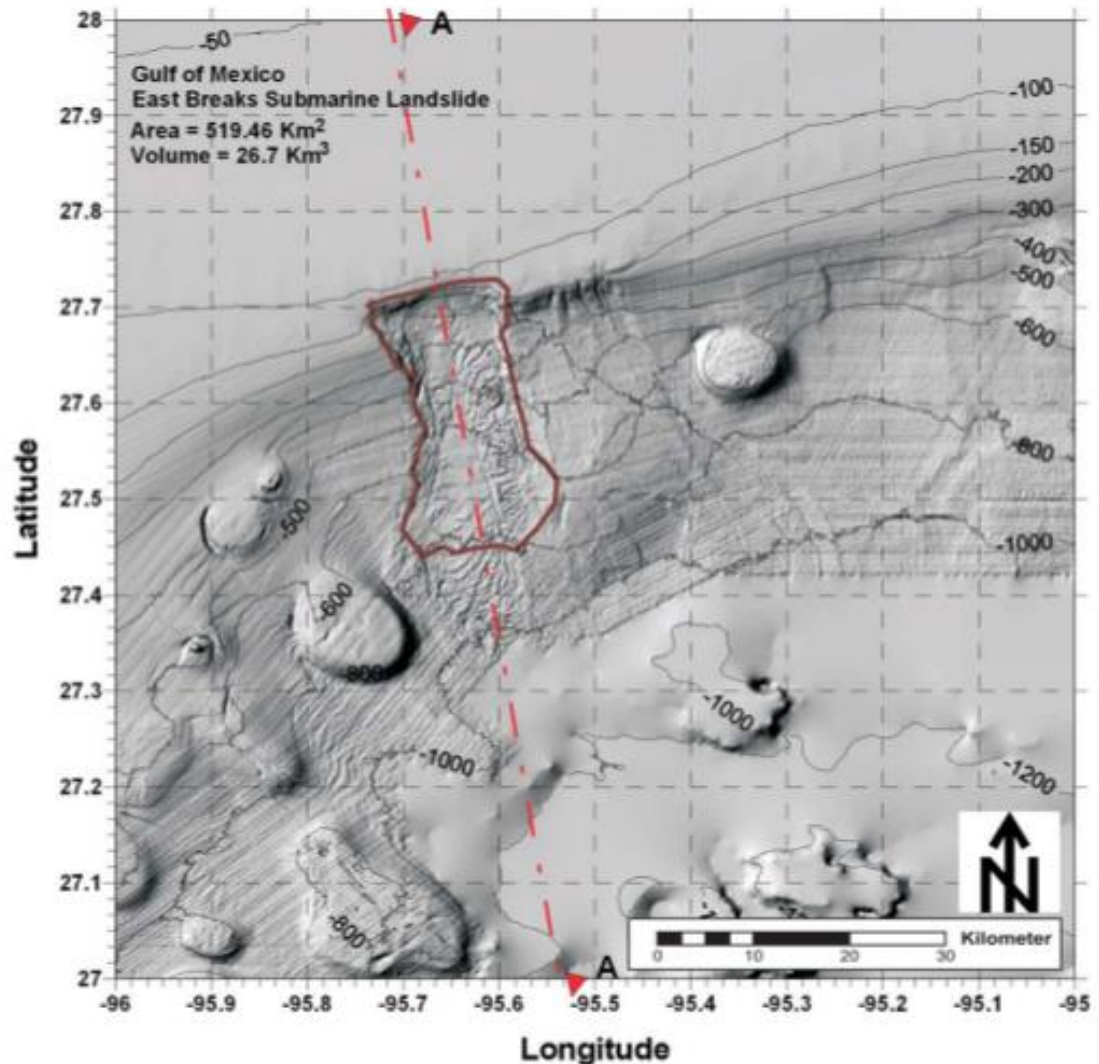 28
A
-50
Gulf of Mexico
East Breaks Submarine Landslide
Area = 519.46 Km²
Volume = 26.7 Km³
-100
27.9
-150
-200
27.8
-300
-400
-500
27.7
-600
27.6
-800
27.5
-500
-1000
27.4
-600
-800
27.3
-1000
-1000
-1200
27.2
N
27.1
-800
Kilometer
0 10 20 30
27
A
-96 -95.9 -95.8 -95.7 -95.6 -95.5 -95.4 -95.3 -95.2 -95.1 -95
Latitude
Longitude